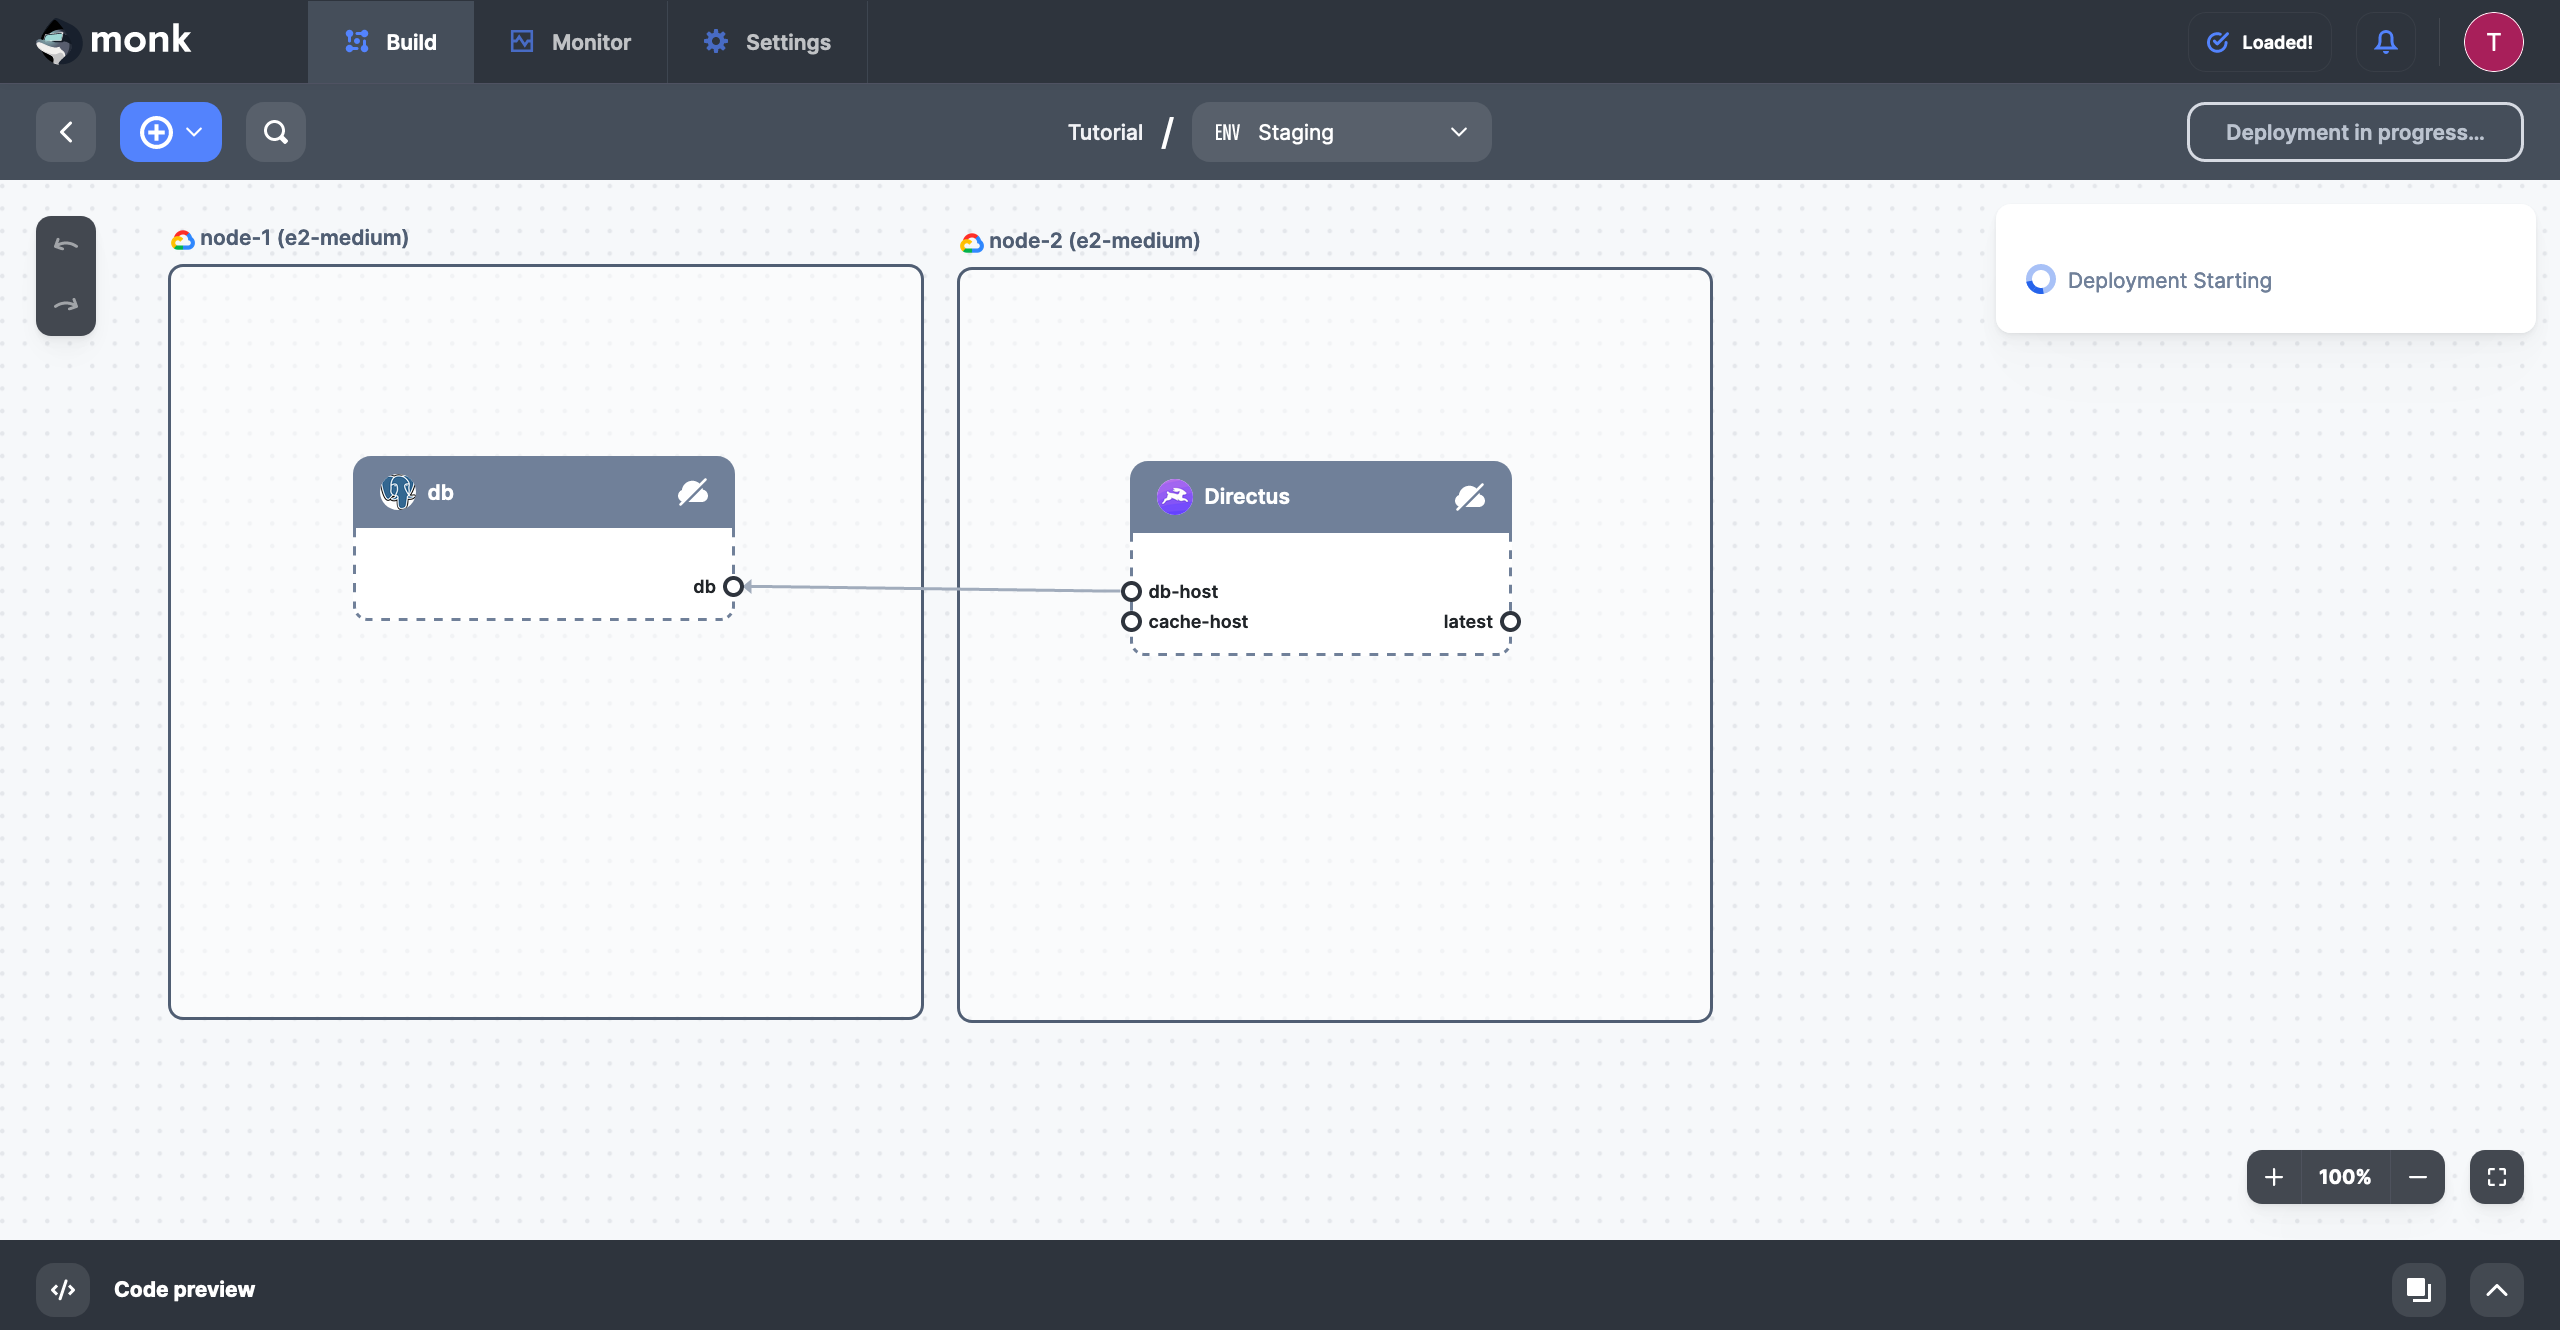 monk
Build
Monitor
Settings
Loaded!
T
Tutorial / ENV Staging
Deployment in progress...
node-1 (e2-medium)
node-2 (e2-medium)
Deployment Starting
db
Directus
db
db-host
cache-host
latest
100%
Code preview